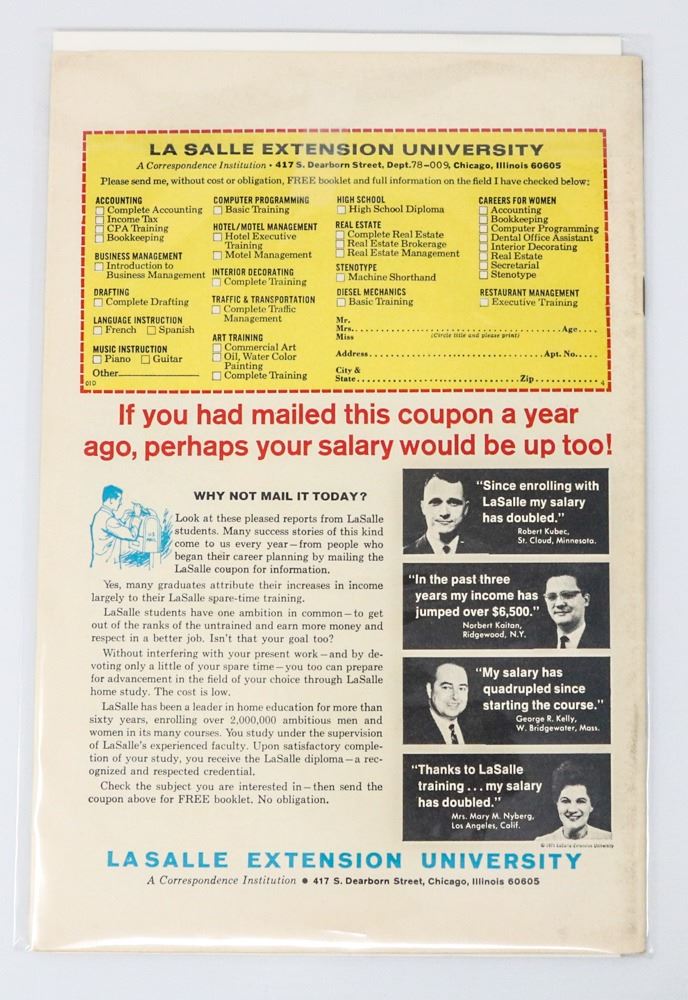 LA SALLE EXTENSION UNIVERSITY
A Correspondence Institution • 417 S. Dearborn Street, Dept. 78-009, Chicago, Illinois 60605
Please send me, without cost or obligation, FREE booklet and full information on the field I have checked below:
ACCOUNTING
Complete Accounting
Income Tax
CPA Training
Bookkeeping
BUSINESS MANAGEMENT
Introduction to
Business Management
DRAFTING
Complete Drafting
LANGUAGE INSTRUCTION
French Spanish
MUSIC INSTRUCTION
Piano Guitar
Other
01D
COMPUTER PROGRAMMING
Basic Training
HOTEL/MOTEL MANAGEMENT
Hotel Executive
Training
Motel Management
INTERIOR DECORATING
Complete Training
TRAFFIC & TRANSPORTATION
Complete Traffic
Management
ART TRAINING
Commercial Art
Oil, Water Color
Painting
Complete Training
HIGH SCHOOL
High School Diploma
REAL ESTATE
Complete Real Estate
Real Estate Brokerage
Real Estate Management
STENOTYPE
Machine Shorthand
DIESEL MECHANICS
Basic Training
CAREERS FOR WOMEN
Accounting
Bookkeeping
Computer Programming
Dental Office Assistant
Interior Decorating
Real Estate
Secretarial
Stenotype
RESTAURANT MANAGEMENT
Executive Training
Mr.
Mrs. Age
Miss (Circle title and please print)
Address Apt. No.
City &
State Zip
4
If you had mailed this coupon a year
ago, perhaps your salary would be up too!
WHY NOT MAIL IT TODAY?
Look at these pleased reports from LaSalle
students. Many success stories of this kind
come to us every year—from people who
began their career planning by mailing the
LaSalle coupon for information.
Yes, many graduates attribute their increases in income
largely to their LaSalle spare-time training.
LaSalle students have one ambition in common—to get
out of the ranks of the untrained and earn more money and
respect in a better job. Isn't that your goal too?
Without interfering with your present work—and by de-
voting only a little of your spare time—you too can prepare
for advancement in the field of your choice through LaSalle
home study. The cost is low.
LaSalle has been a leader in home education for more than
sixty years, enrolling over 2,000,000 ambitious men and
women in its many courses. You study under the supervision
of LaSalle's experienced faculty. Upon satisfactory comple-
tion of your study, you receive the LaSalle diploma—a rec-
ognized and respected credential.
Check the subject you are interested in—then send the
coupon above for FREE booklet. No obligation.
"Since enrolling with
LaSalle my salary
has doubled."
Robert Kubec,
St. Cloud, Minnesota.
"In the past three
years my income has
jumped over $6,500."
Norbert Kaitan,
Ridgewood, N.Y.
"My salary has
quadrupled since
starting the course."
George R. Kelly,
W. Bridgewater, Mass.
"Thanks to LaSalle
training...my salary
has doubled."
Mrs. Mary M. Nyberg,
Los Angeles, Calif.
© 1971 LaSalle Extension University
LA SALLE EXTENSION UNIVERSITY
A Correspondence Institution • 417 S. Dearborn Street, Chicago, Illinois 60605